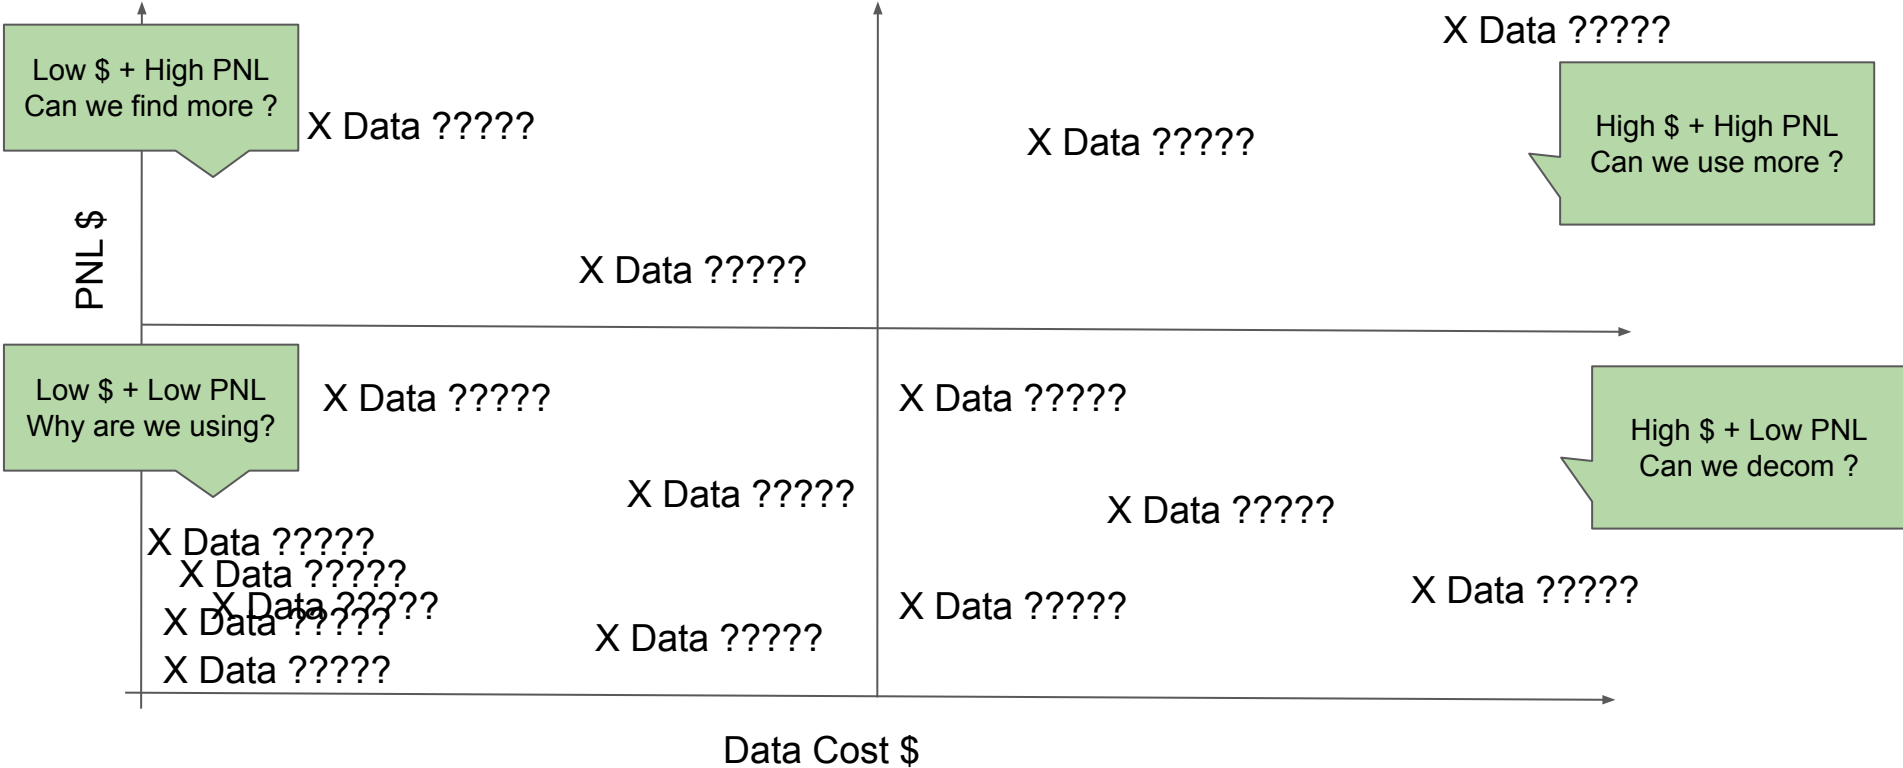 X Data ?????
Low $ + High PNL
Can we find more ?
X Data ?????
X Data ?????
High $ + High PNL
Can we use more ?
PNL $
X Data ?????
Low $ + Low PNL
Why are we using?
X Data ?????
X Data ?????
High $ + Low PNL
Can we decom ?
X Data ?????
X Data ?????
X Data ?????
X Data ?????
X Data ?????
X Data ?????
X Data ?????
X Data ?????
X Data ?????
X Data ?????
Data Cost $